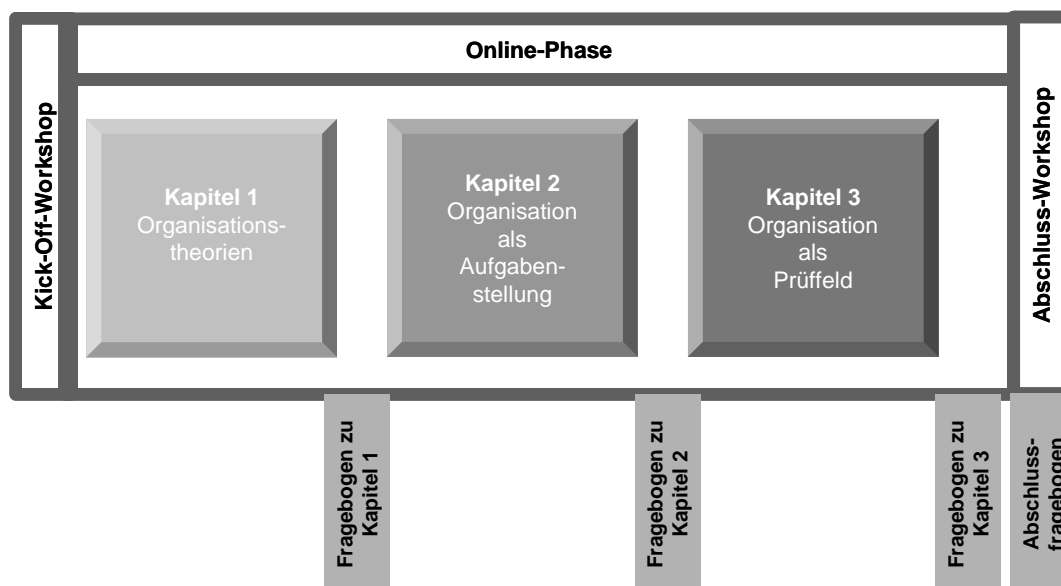 Online-Phase
Kick-Off-Workshop
Kapitel 1
Organisations-
theorien
Kapitel 2
Organisation
als
Aufgaben-
stellung
Kapitel 3
Organisation
als
Prüffeld
Abschluss-Workshop
Fragebogen zu
Kapitel 1
Fragebogen zu
Kapitel 2
Fragebogen zu
Kapitel 3
Abschluss-
fragebogen